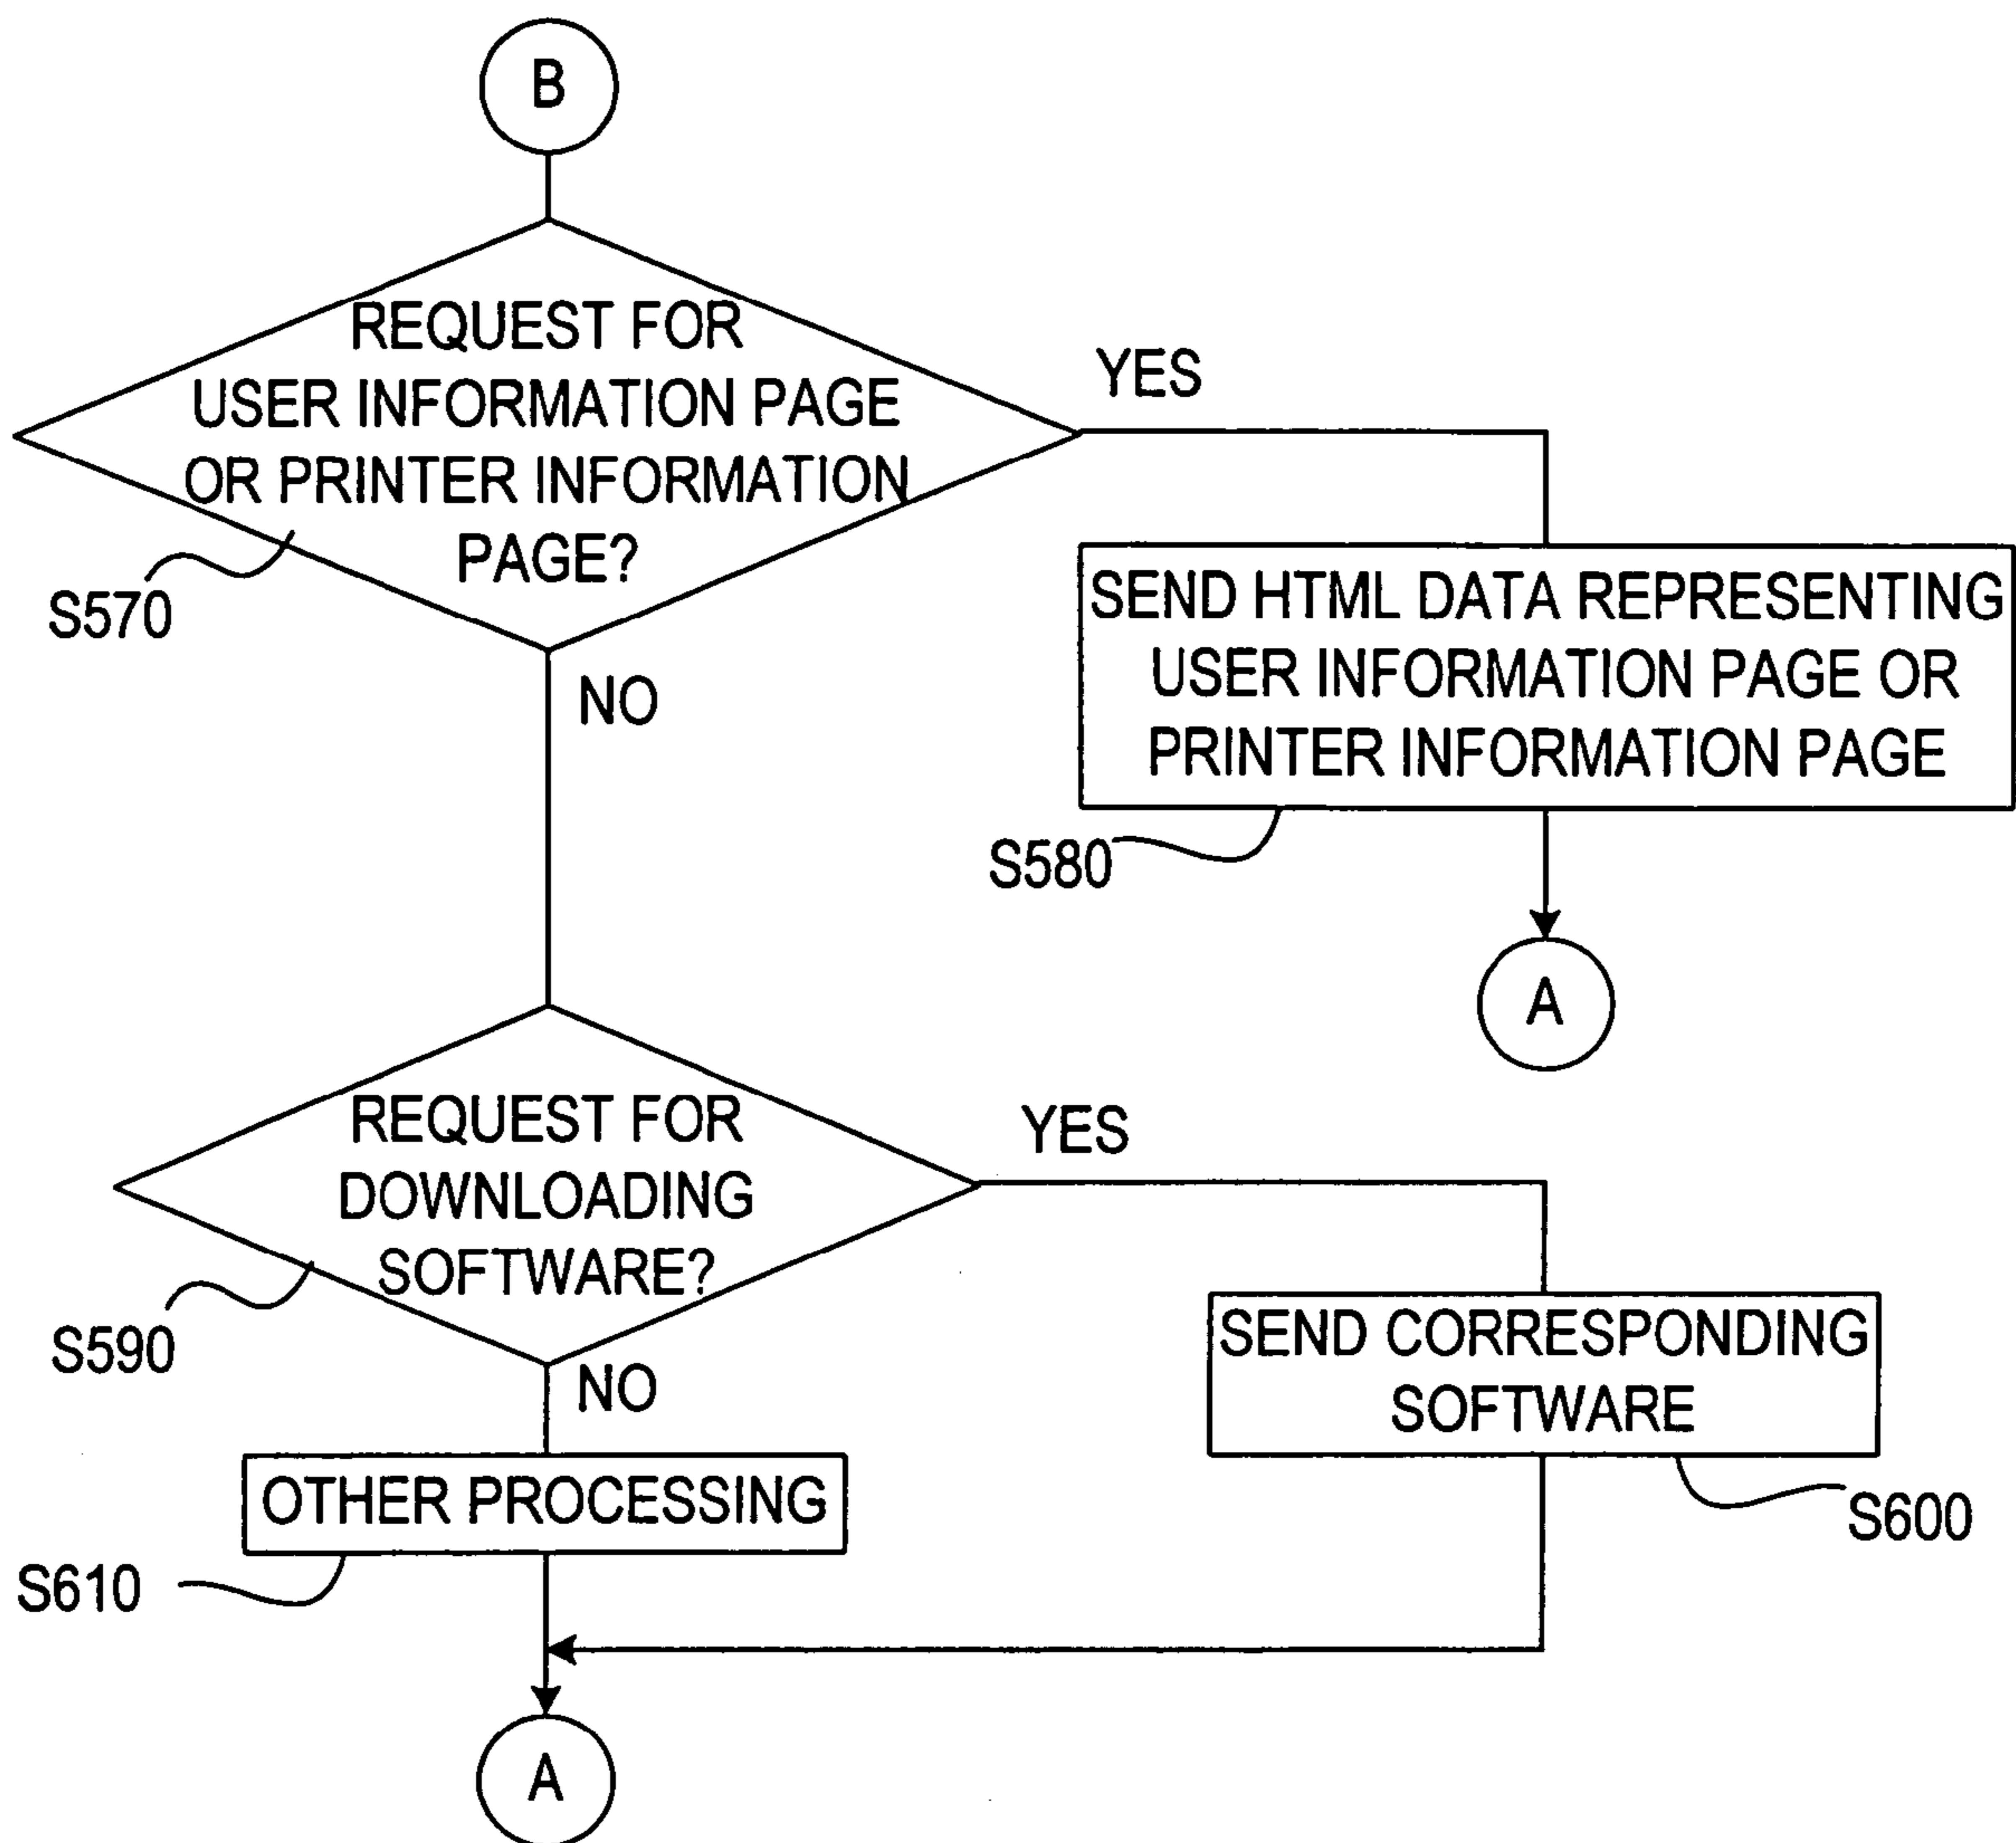 B
REQUEST FOR
USER INFORMATION PAGE
OR PRINTER INFORMATION
PAGE?
YES
S570
NO
SEND HTML DATA REPRESENTING
USER INFORMATION PAGE OR
PRINTER INFORMATION PAGE
S580
A
REQUEST FOR
DOWNLOADING
SOFTWARE?
YES
S590
NO
SEND CORRESPONDING
SOFTWARE
S600
OTHER PROCESSING
S610
A